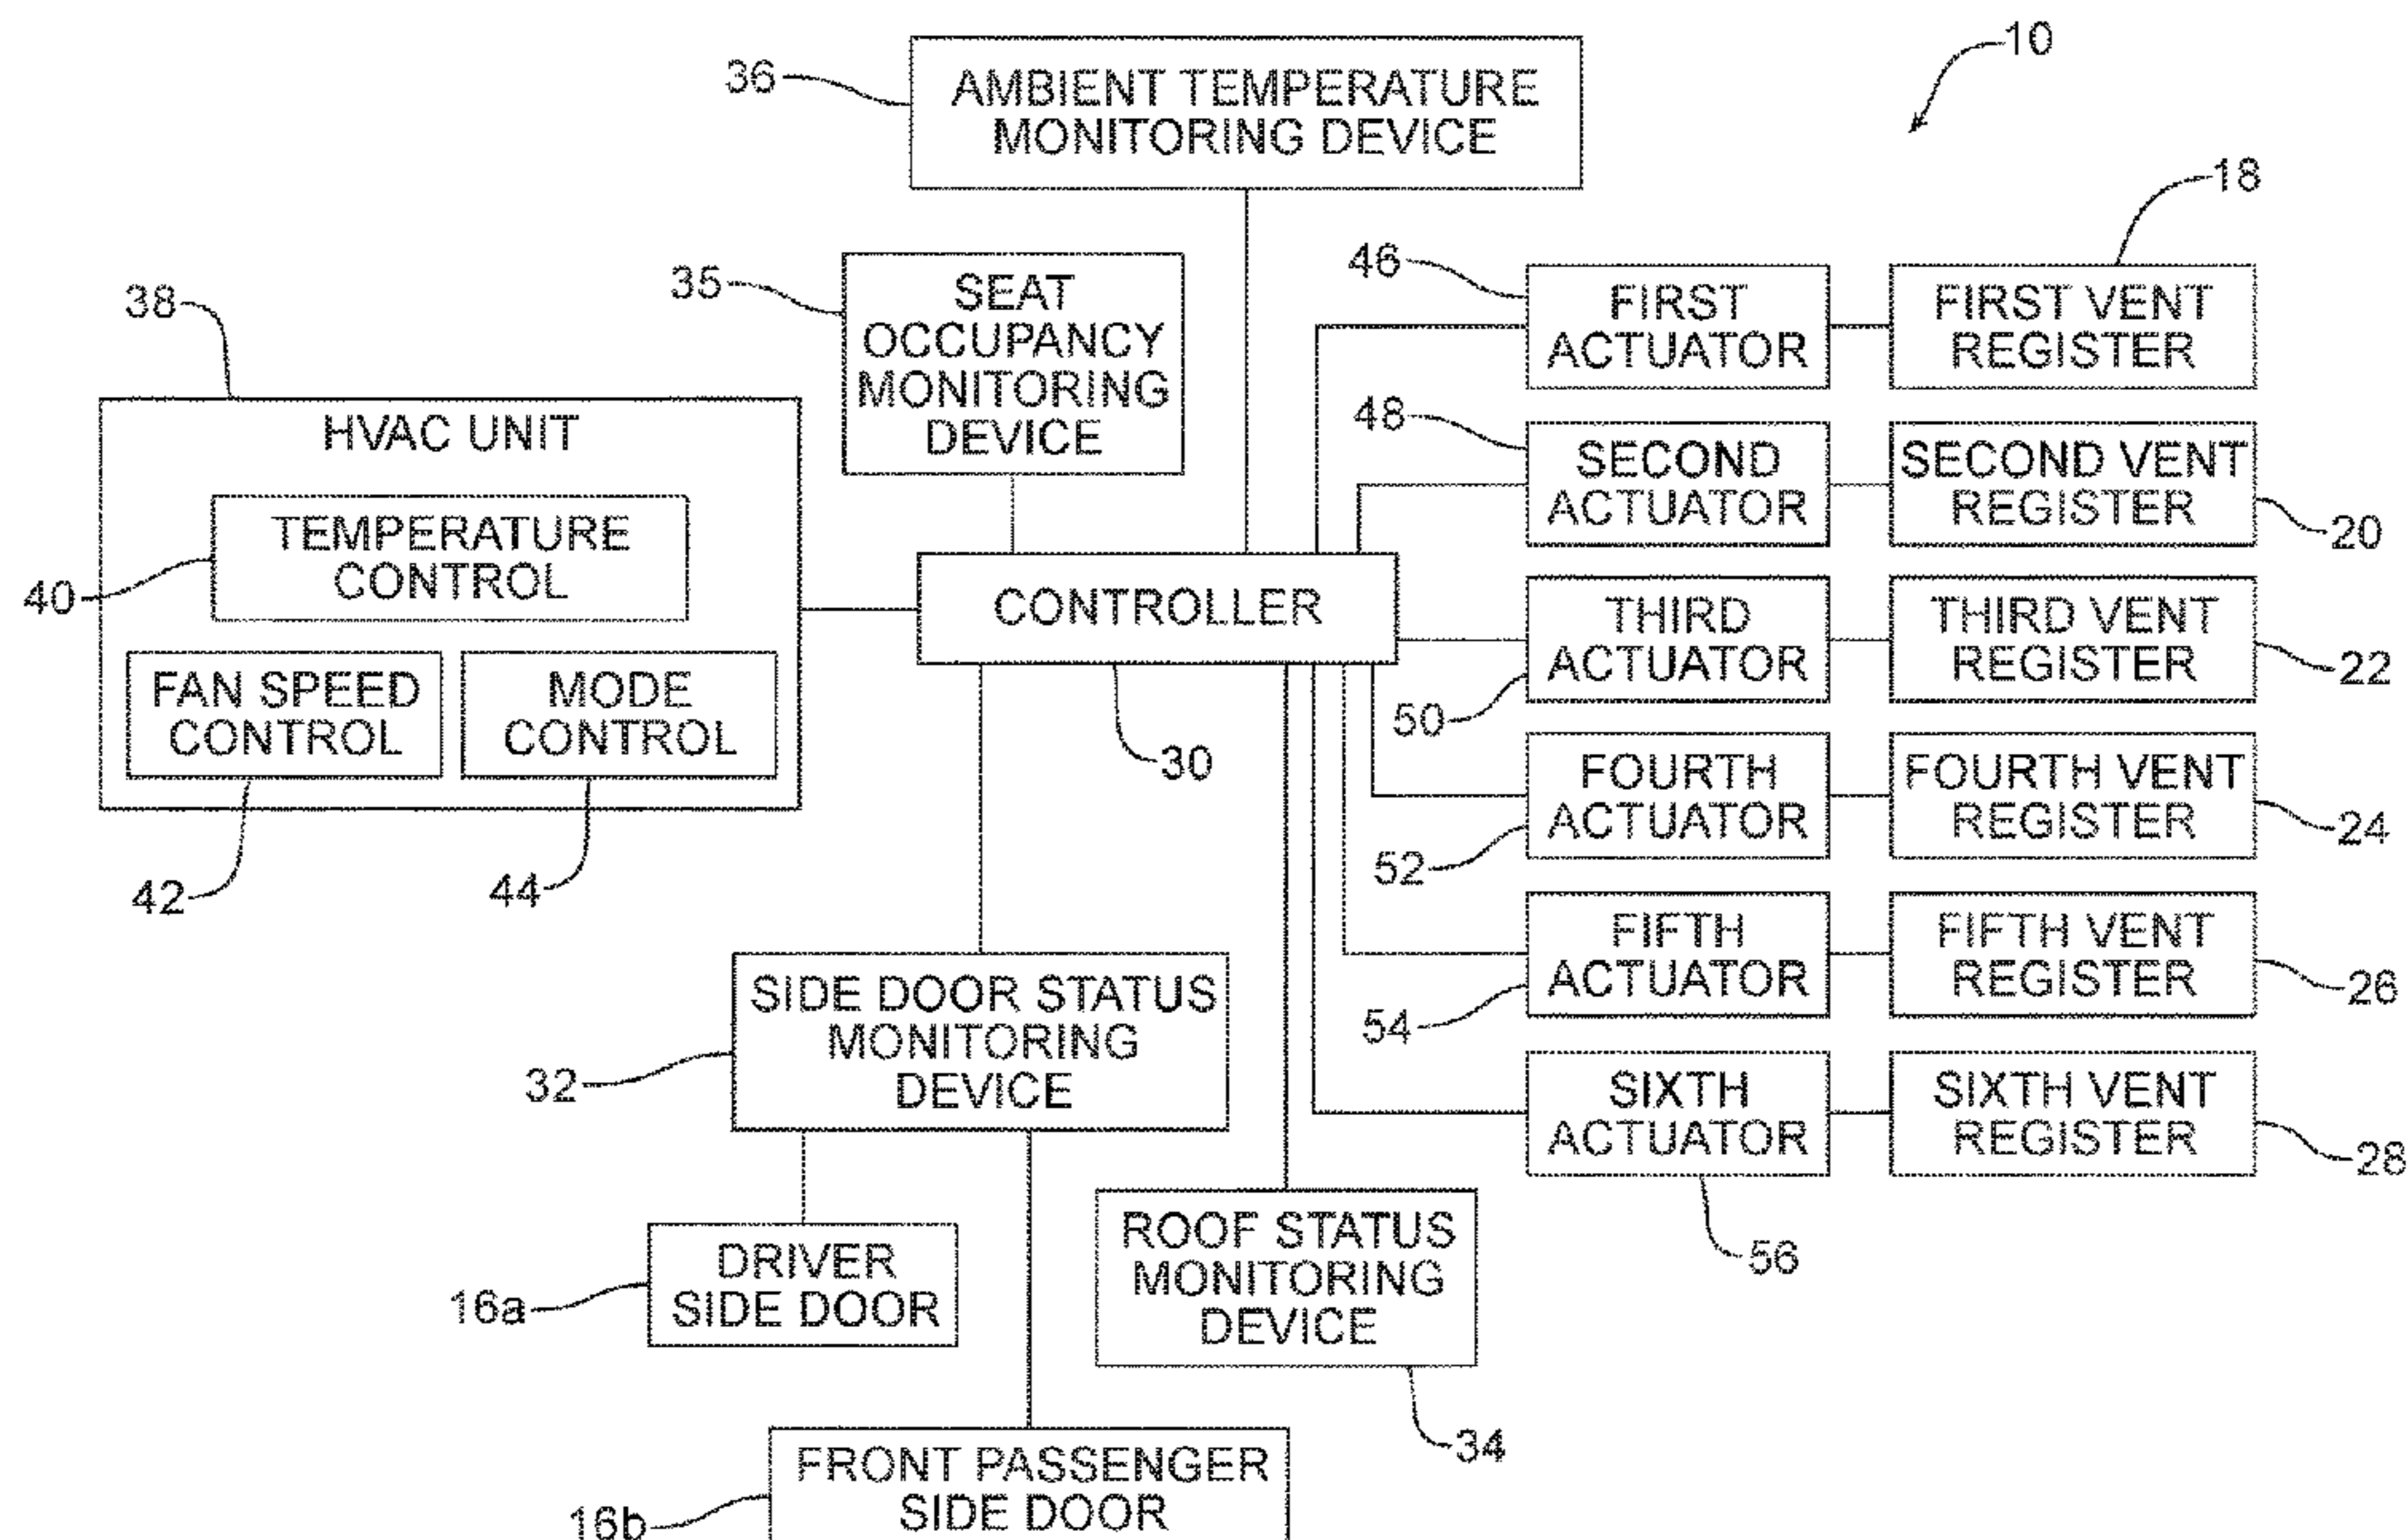 10
36
AMBIENT TEMPERATURE
MONITORING DEVICE
18
46
FIRST
ACTUATOR
FIRST VENT
REGISTER
35
SEAT
OCCUPANCY
MONITORING
DEVICE
38
HVAC UNIT
TEMPERATURE
CONTROL
40
FAN SPEED
CONTROL
42
MODE
CONTROL
44
48
SECOND
ACTUATOR
SECOND VENT
REGISTER
20
CONTROLLER
30
THIRD
ACTUATOR
50
THIRD VENT
REGISTER
22
FOURTH
ACTUATOR
52
FOURTH VENT
REGISTER
24
FIFTH
ACTUATOR
54
FIFTH VENT
REGISTER
26
SIXTH
ACTUATOR
56
SIXTH VENT
REGISTER
28
SIDE DOOR STATUS
MONITORING
DEVICE
32
DRIVER
SIDE DOOR
16a
ROOF STATUS
MONITORING
DEVICE
34
FRONT PASSENGER
SIDE DOOR
16b